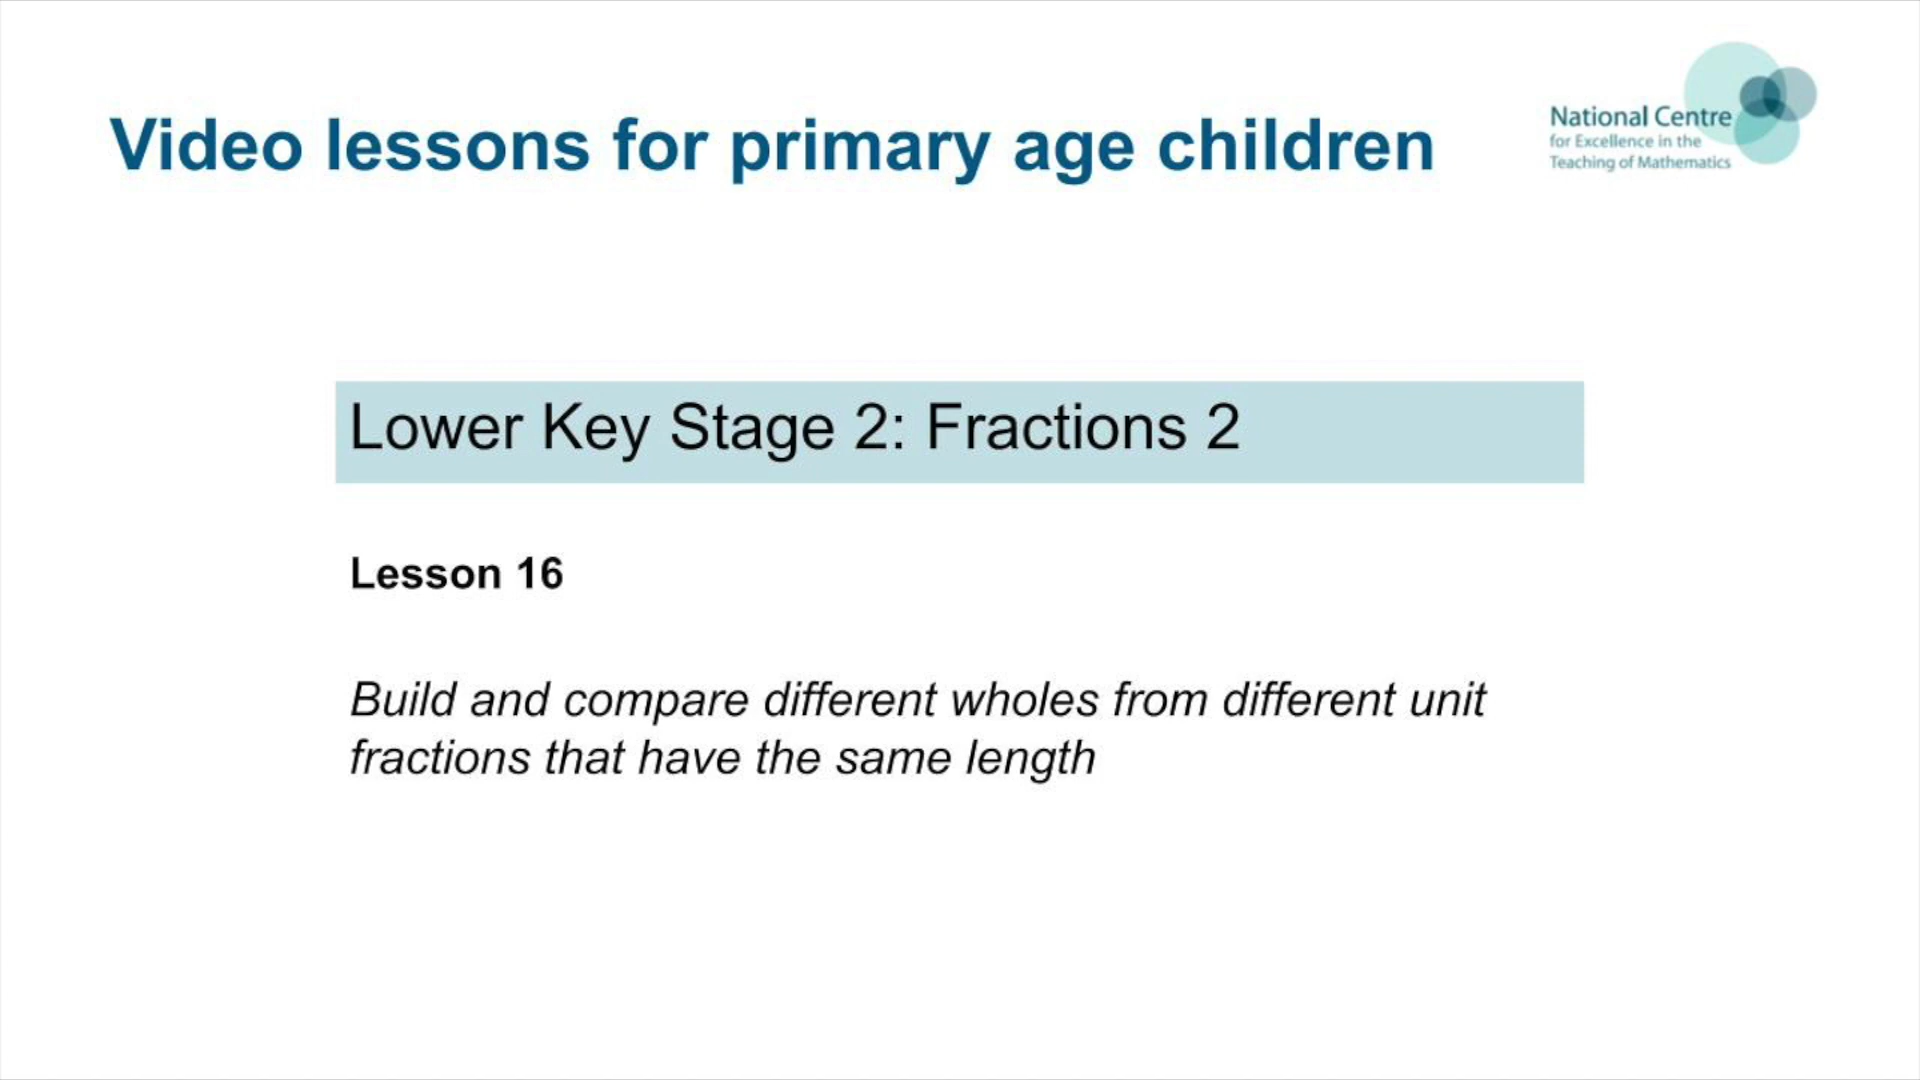 Video lessons for primary age children
National Centre
for Excellence in the
Teaching of Mathematics
Lower Key Stage 2: Fractions 2
Lesson 16
Build and compare different wholes from different unit
fractions that have the same length